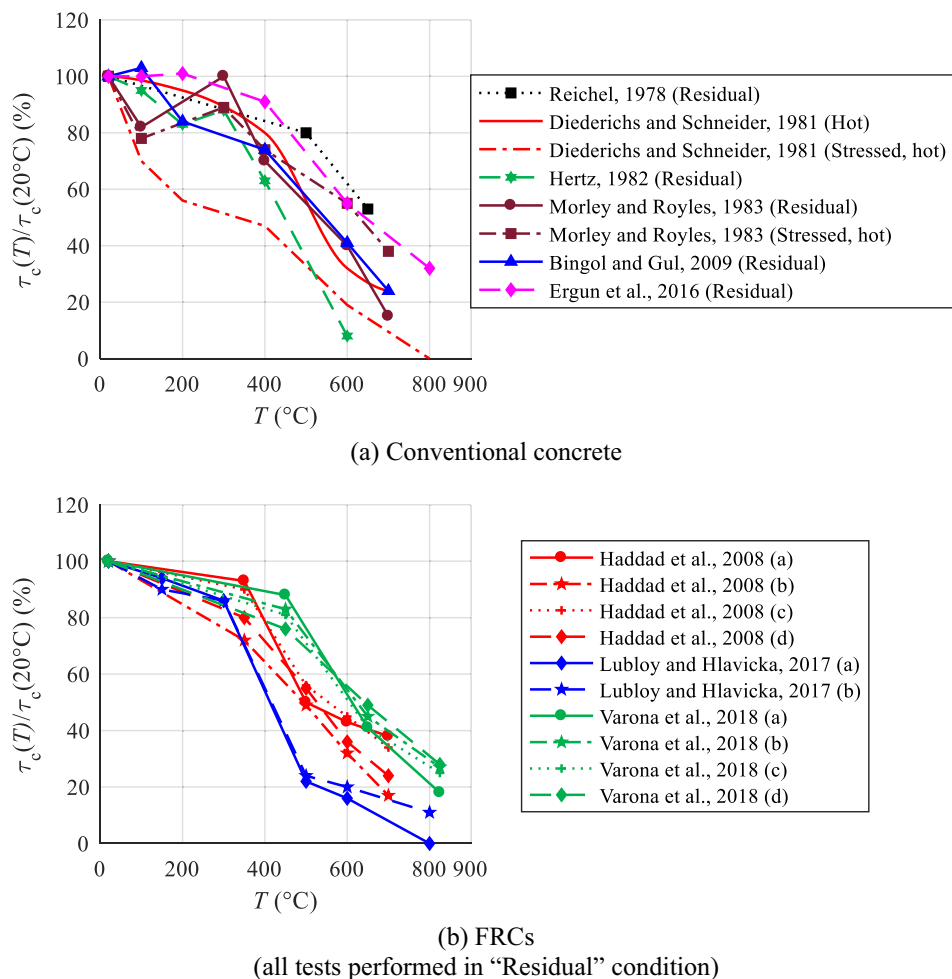 120
100
80
60
40
20
0
τc(T)/τc(20°C) (%)
0 200 400 600 800 900
T (°C)
Reichel, 1978 (Residual)
Diederichs and Schneider, 1981 (Hot)
Diederichs and Schneider, 1981 (Stressed, hot)
Hertz, 1982 (Residual)
Morley and Royles, 1983 (Residual)
Morley and Royles, 1983 (Stressed, hot)
Bingol and Gul, 2009 (Residual)
Ergun et al., 2016 (Residual)
(a) Conventional concrete
120
100
80
60
40
20
0
τc(T)/τc(20°C) (%)
0 200 400 600 800 900
T (°C)
Haddad et al., 2008 (a)
Haddad et al., 2008 (b)
Haddad et al., 2008 (c)
Haddad et al., 2008 (d)
Lubloy and Hlavicka, 2017 (a)
Lubloy and Hlavicka, 2017 (b)
Varona et al., 2018 (a)
Varona et al., 2018 (b)
Varona et al., 2018 (c)
Varona et al., 2018 (d)
(b) FRCs
(all tests performed in “Residual” condition)